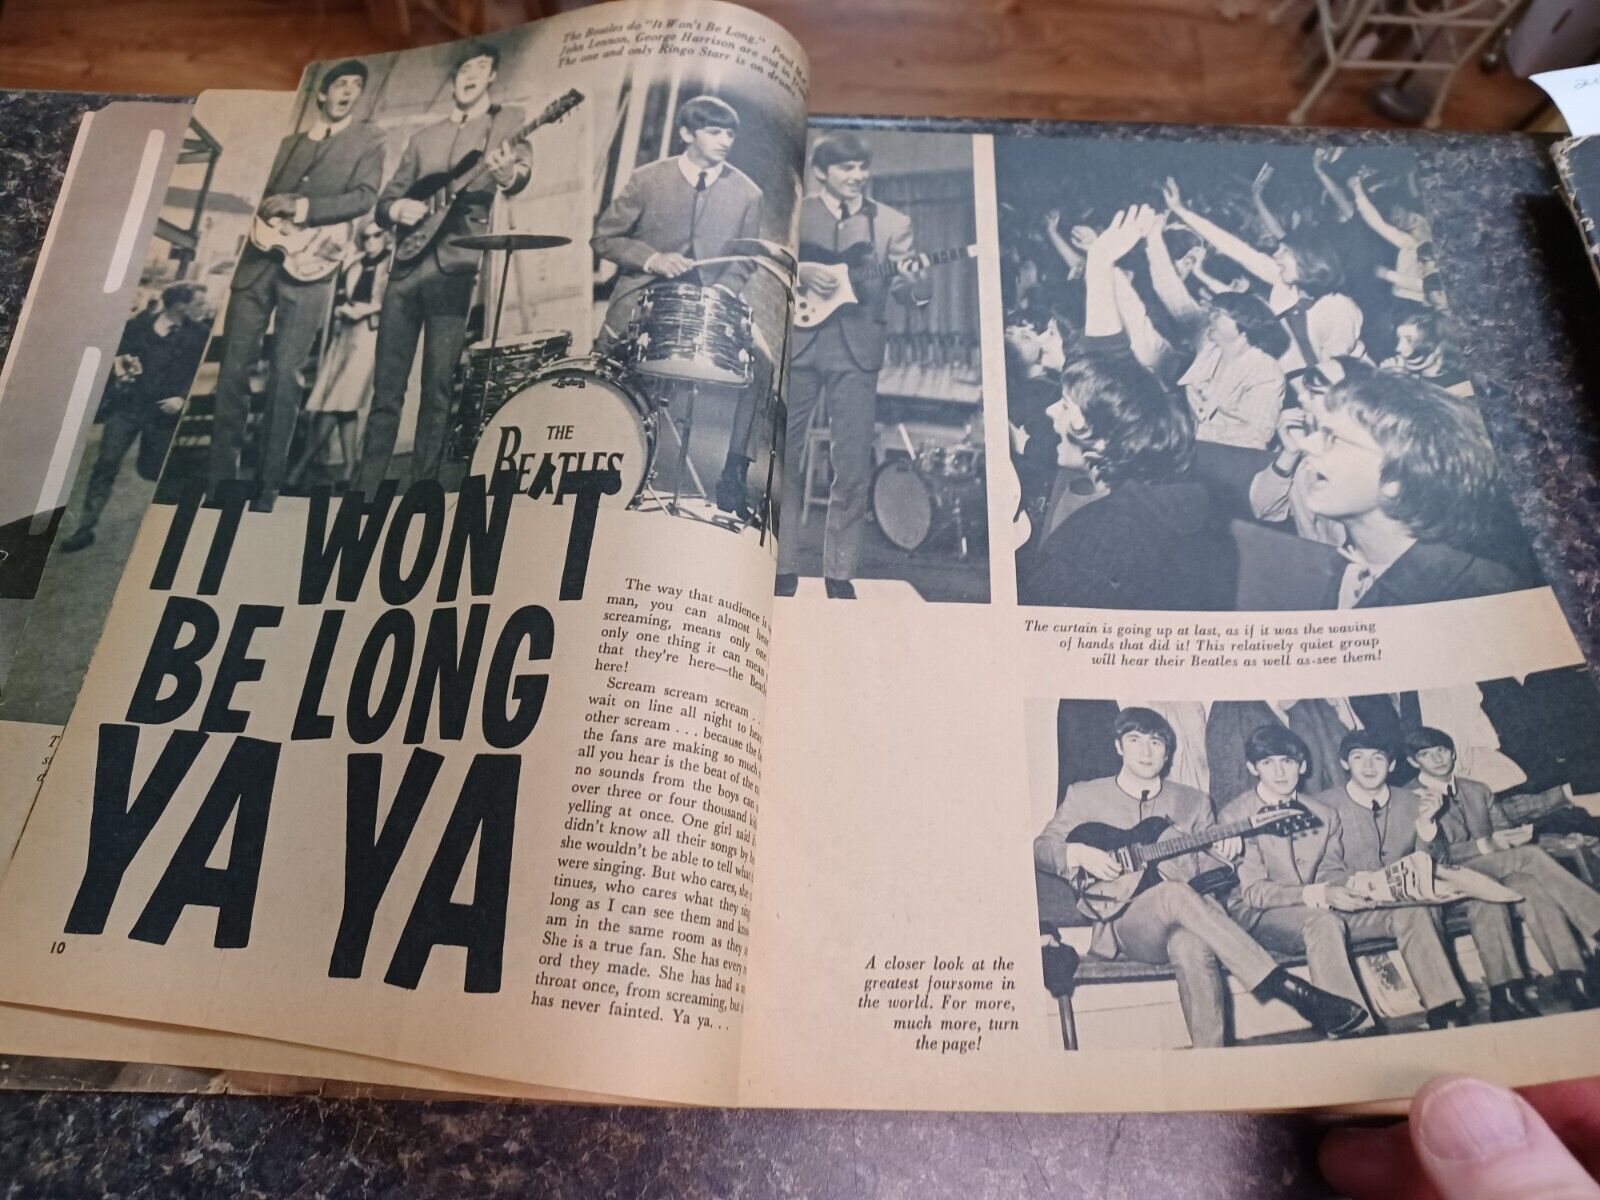 The Beatles do "It Won't Be Long." Paul
John Lennon, George Harrison are out in
The one and only Ringo Starr is on drums
Ludwig
THE
BEATLES
IT WON'T
BE LONG
YA YA
The way that audience is
man, you can almost hear
screaming, means only one
only one thing it can mean
that they're here—the Beatles
here!
Scream scream scream . . .
wait on line all night to hear
other scream . . . because the
the fans are making so much
all you hear is the beat of the
no sounds from the boys can
over three or four thousand
yelling at once. One girl said
didn't know all their songs by
she wouldn't be able to tell what
were singing. But who cares, she
tinues, who cares what they
long as I can see them and know
am in the same room as they
She is a true fan. She has every
ord they made. She has had a
throat once, from screaming, but
has never fainted. Ya ya. . .
10
The curtain is going up at last, as if it was the waving
of hands that did it! This relatively quiet group
will hear their Beatles as well as-see them!
A closer look at the
greatest foursome in
the world. For more,
much more, turn
the page!